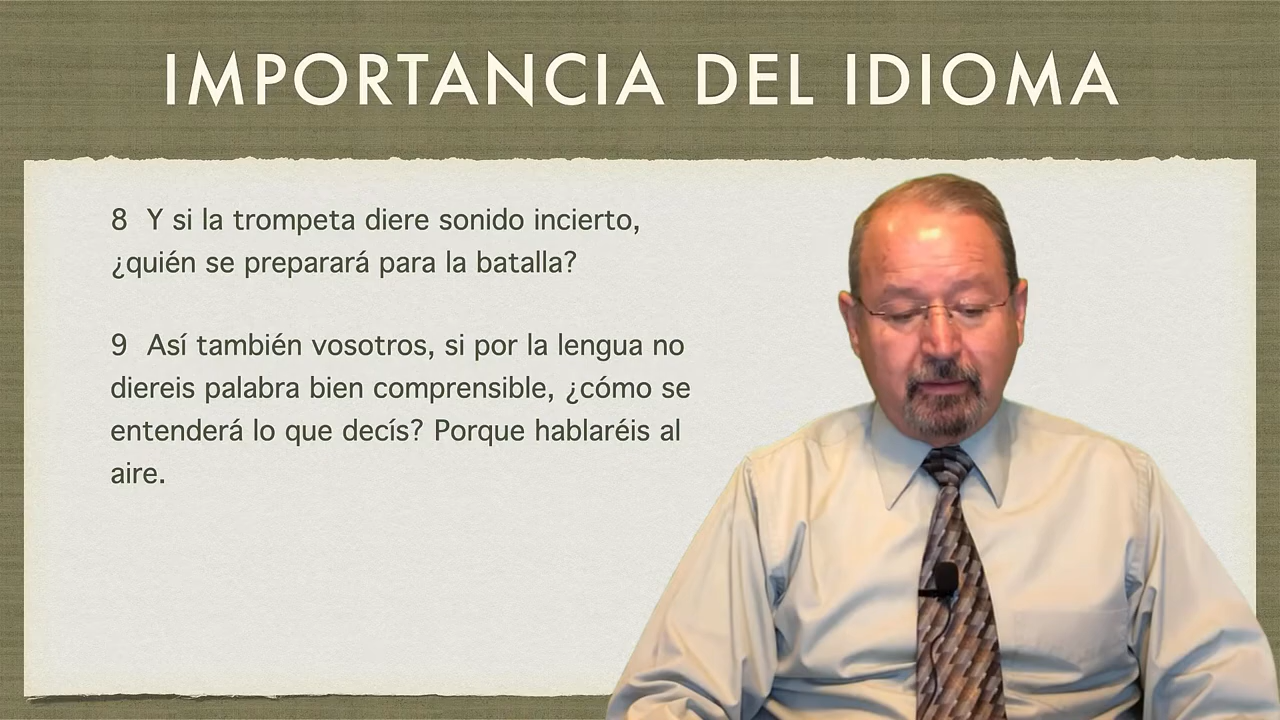 IMPORTANCIA DEL IDIOMA
8 Y si la trompeta diere sonido incierto,
¿quién se preparará para la batalla?
9 Así también vosotros, si por la lengua no
diereis palabra bien comprensible, ¿cómo se
entenderá lo que decís? Porque hablaréis al
aire.